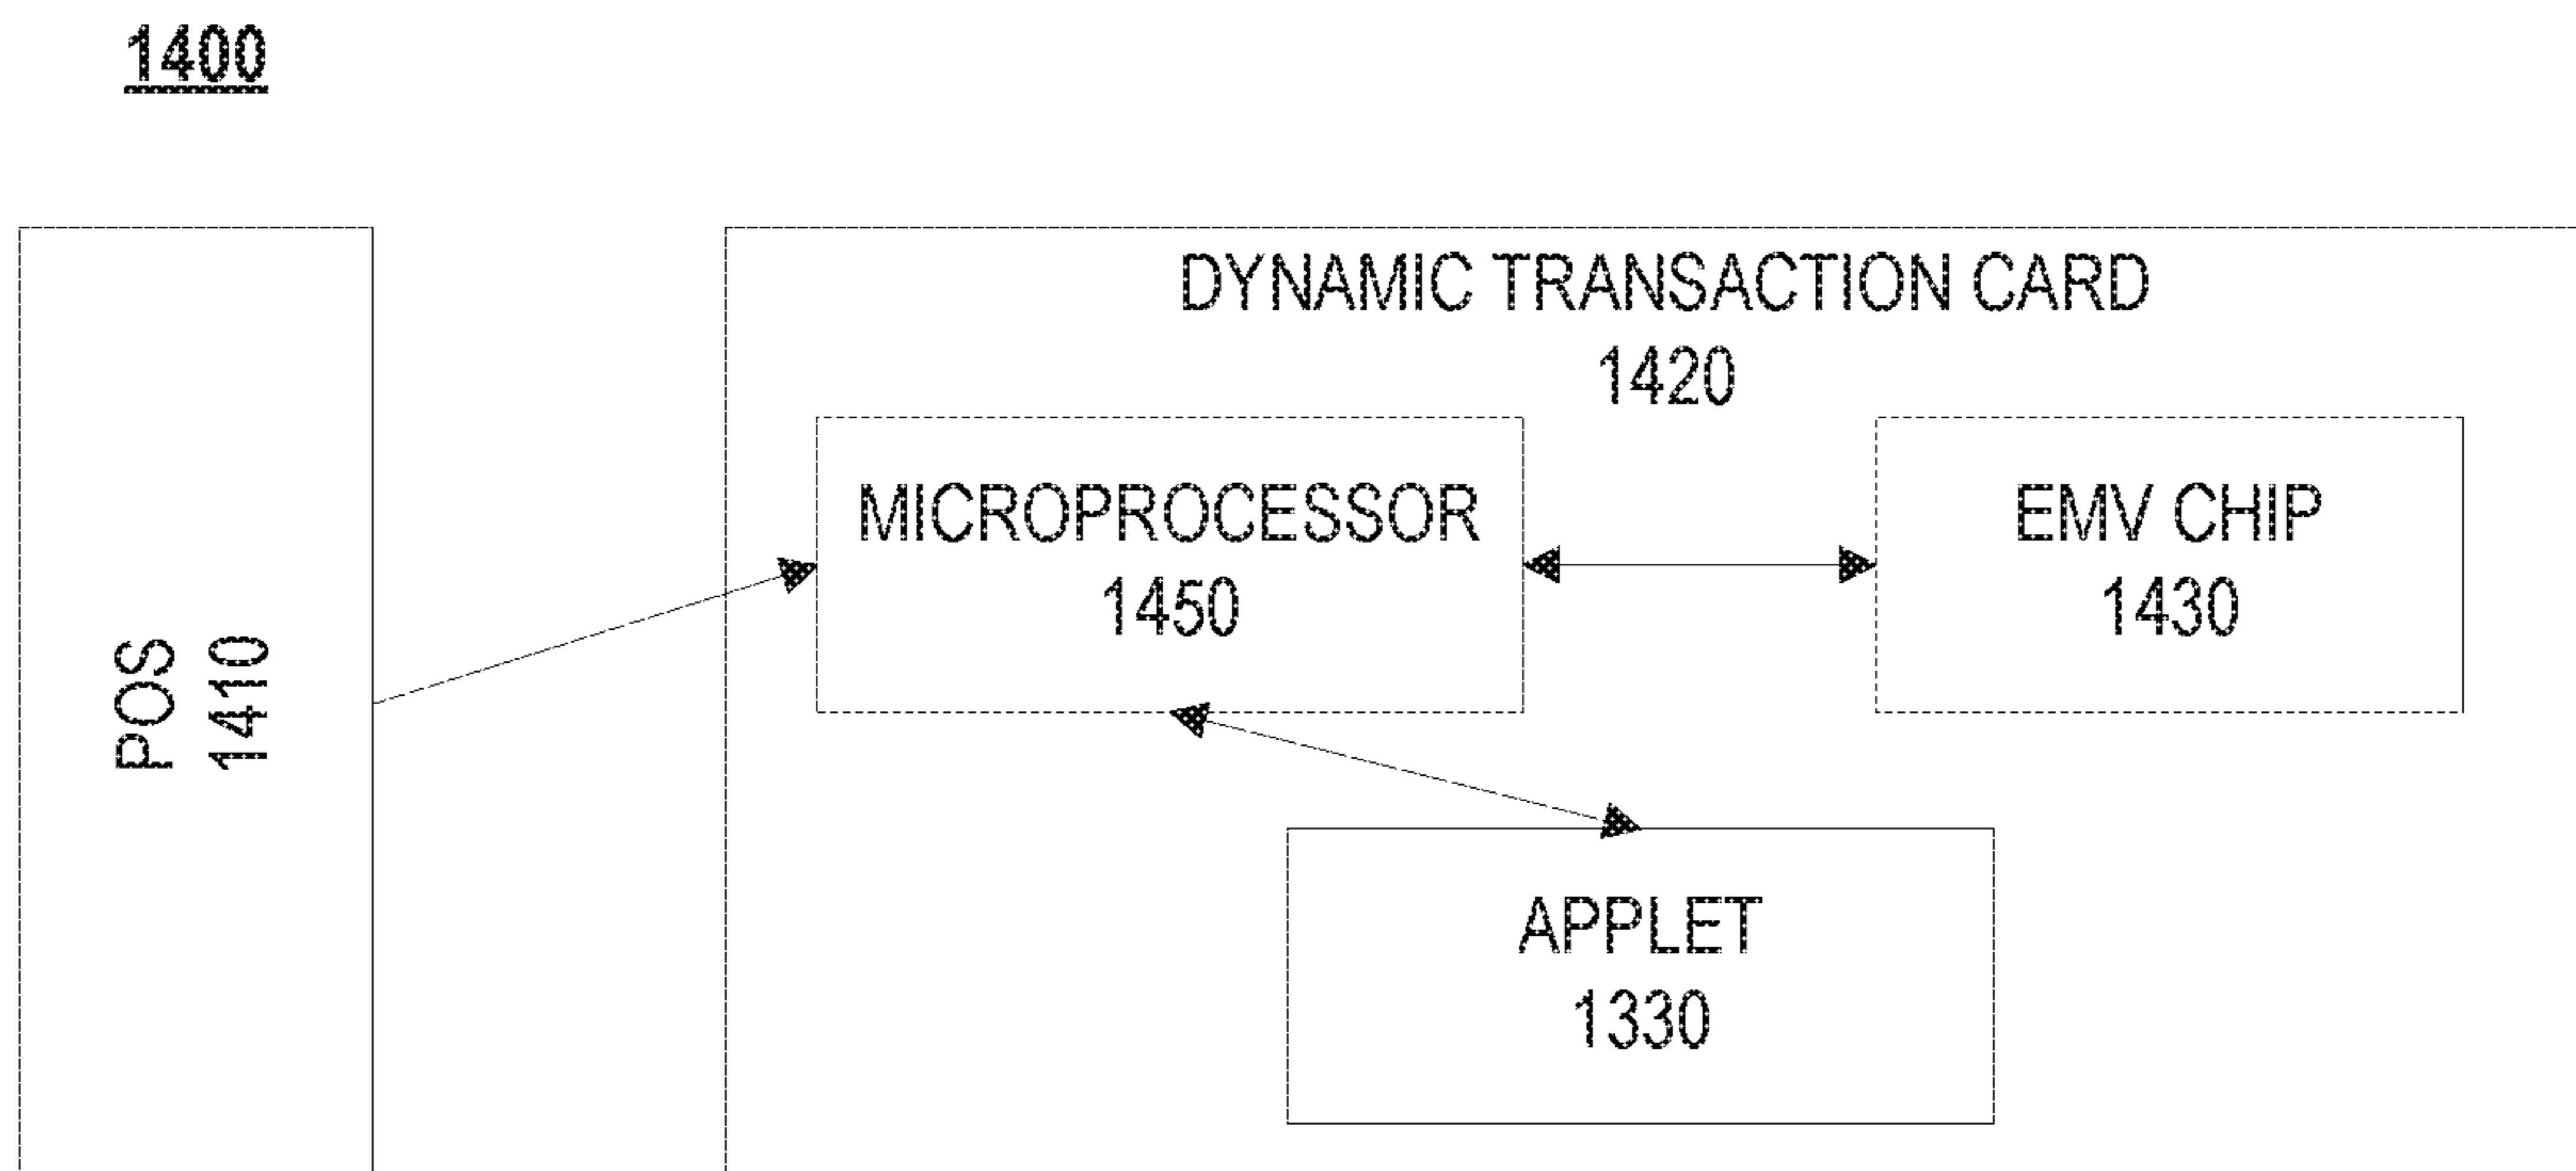 1400
POS
1410
DYNAMIC TRANSACTION CARD
1420
MICROPROCESSOR
1450
EMV CHIP
1430
APPLET
1330